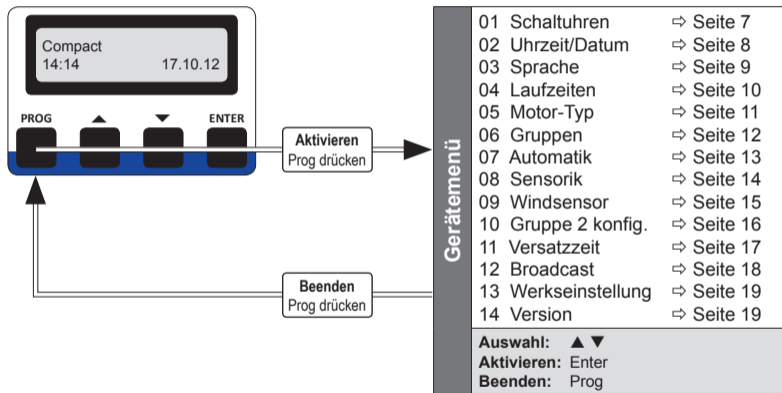 Compact
14:14 17.10.12
PROG ▲ ▼ ENTER
Aktivieren
Prog drücken
Beenden
Prog drücken
Gerätemenü
01 Schaltuhren ⇨ Seite 7
02 Uhrzeit/Datum ⇨ Seite 8
03 Sprache ⇨ Seite 9
04 Laufzeiten ⇨ Seite 10
05 Motor-Typ ⇨ Seite 11
06 Gruppen ⇨ Seite 12
07 Automatik ⇨ Seite 13
08 Sensorik ⇨ Seite 14
09 Windsensor ⇨ Seite 15
10 Gruppe 2 konfig. ⇨ Seite 16
11 Versatzzeit ⇨ Seite 17
12 Broadcast ⇨ Seite 18
13 Werkseinstellung ⇨ Seite 19
14 Version ⇨ Seite 19
Auswahl: ▲ ▼
Aktivieren: Enter
Beenden: Prog